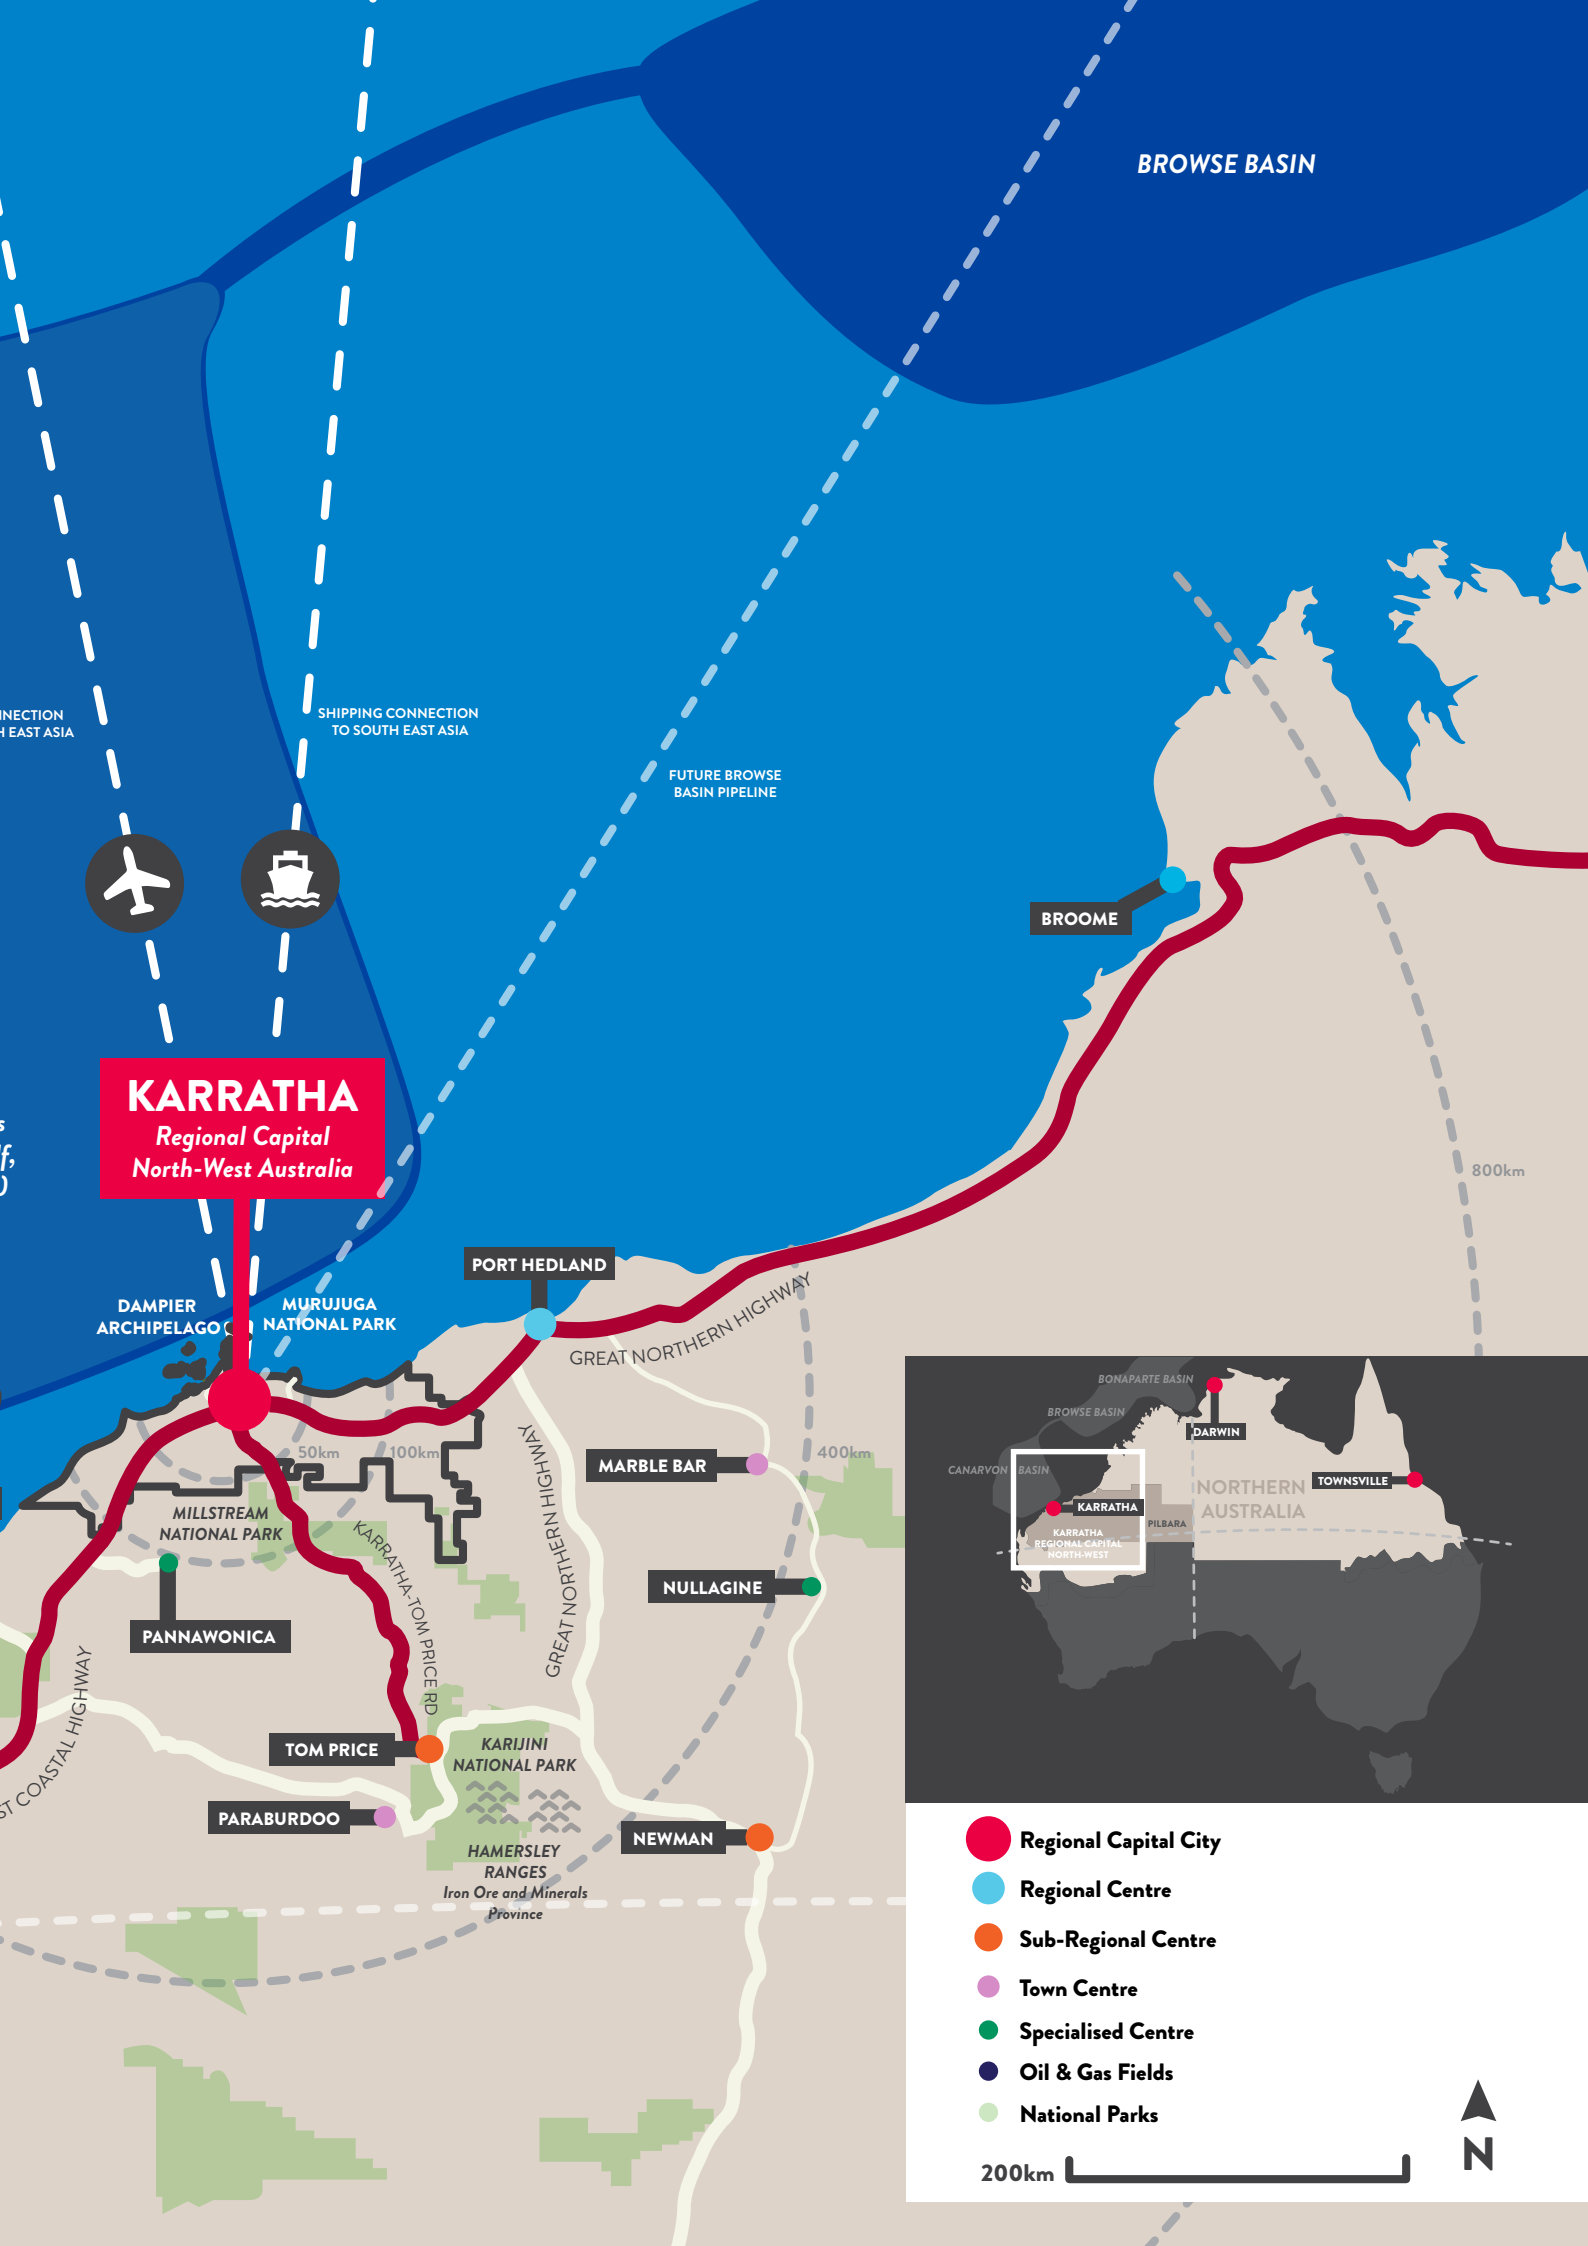 BROWSE BASIN
SHIPPING CONNECTION
TO SOUTH EAST ASIA
EAST ASIA
FUTURE BROWSE
BASIN PIPELINE
BROOME
KARRATHA
Regional Capital
North-West Australia
800km
PORT HEDLAND
DAMPIER
ARCHIPELAGO
MURUJUGA
NATIONAL PARK
GREAT NORTHERN HIGHWAY
50km
100km
400km
MARBLE BAR
GREAT NORTHERN HIGHWAY
MILLSTREAM
NATIONAL PARK
KARRATHA-TOM PRICE RD
NULLAGINE
PANNAWONICA
COASTAL HIGHWAY
TOM PRICE
KARIJINI
NATIONAL PARK
PARABURDOO
NEWMAN
HAMERSLEY
RANGES
Iron Ore and Minerals
Province
BONAPARTE BASIN
BROWSE BASIN
DARWIN
CANARVON BASIN
TOWNSVILLE
NORTHERN
AUSTRALIA
KARRATHA
PILBARA
KARRATHA
REGIONAL CAPITAL
NORTH-WEST
Regional Capital City
Regional Centre
Sub-Regional Centre
Town Centre
Specialised Centre
Oil & Gas Fields
National Parks
200km
N